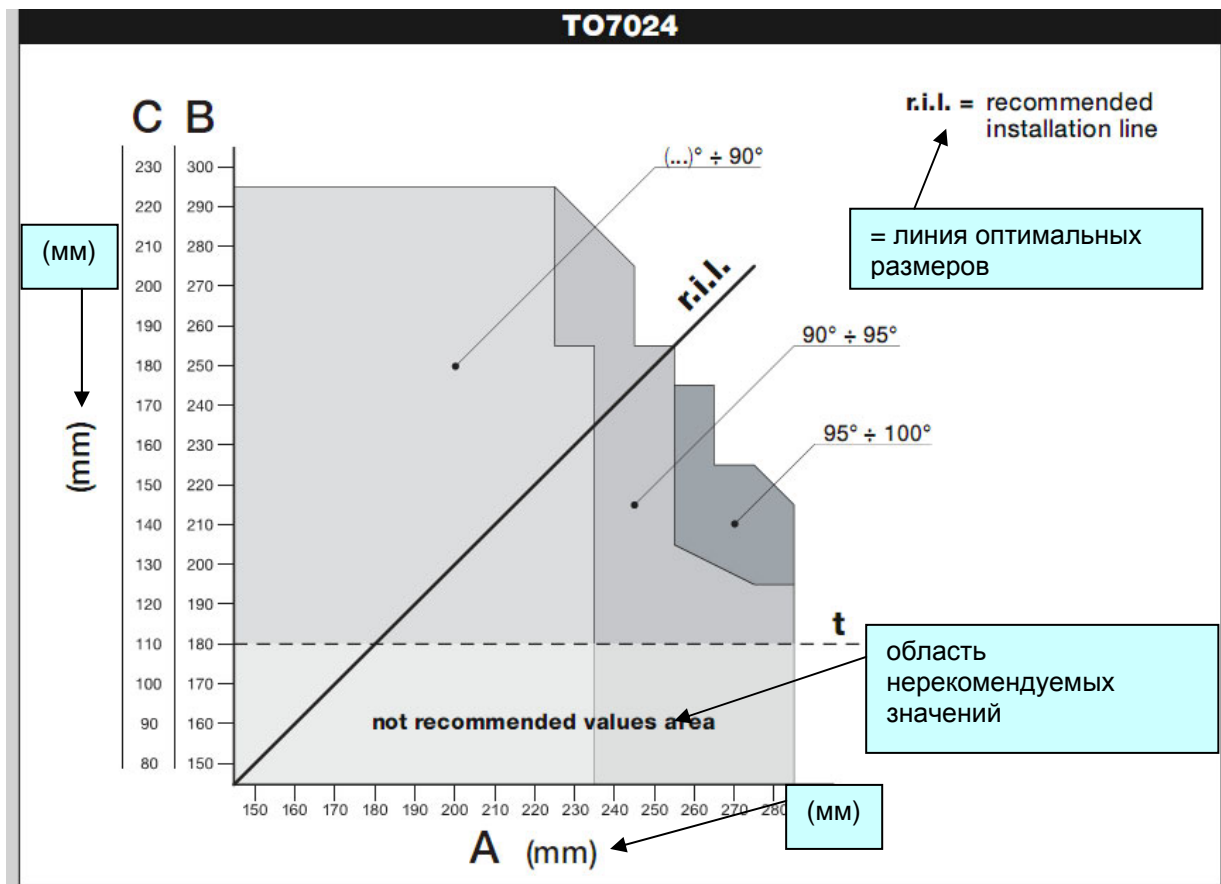 TO7024
r.i.l. = recommended
installation line
= линия оптимальных
размеров
C B
(...)° ÷ 90°
230 300
220 290
210 280
200 270
190 260
180 250
170 240
160 230
150 220
140 210
130 200
120 190
110 180
100 170
90 160
80 150
(мм)
(mm)
r.i.l.
90° ÷ 95°
95° ÷ 100°
t
область
нерекомендуемых
значений
not recommended values area
150 160 170 180 190 200 210 220 230 240 250 260 270 280
(мм)
A (mm)